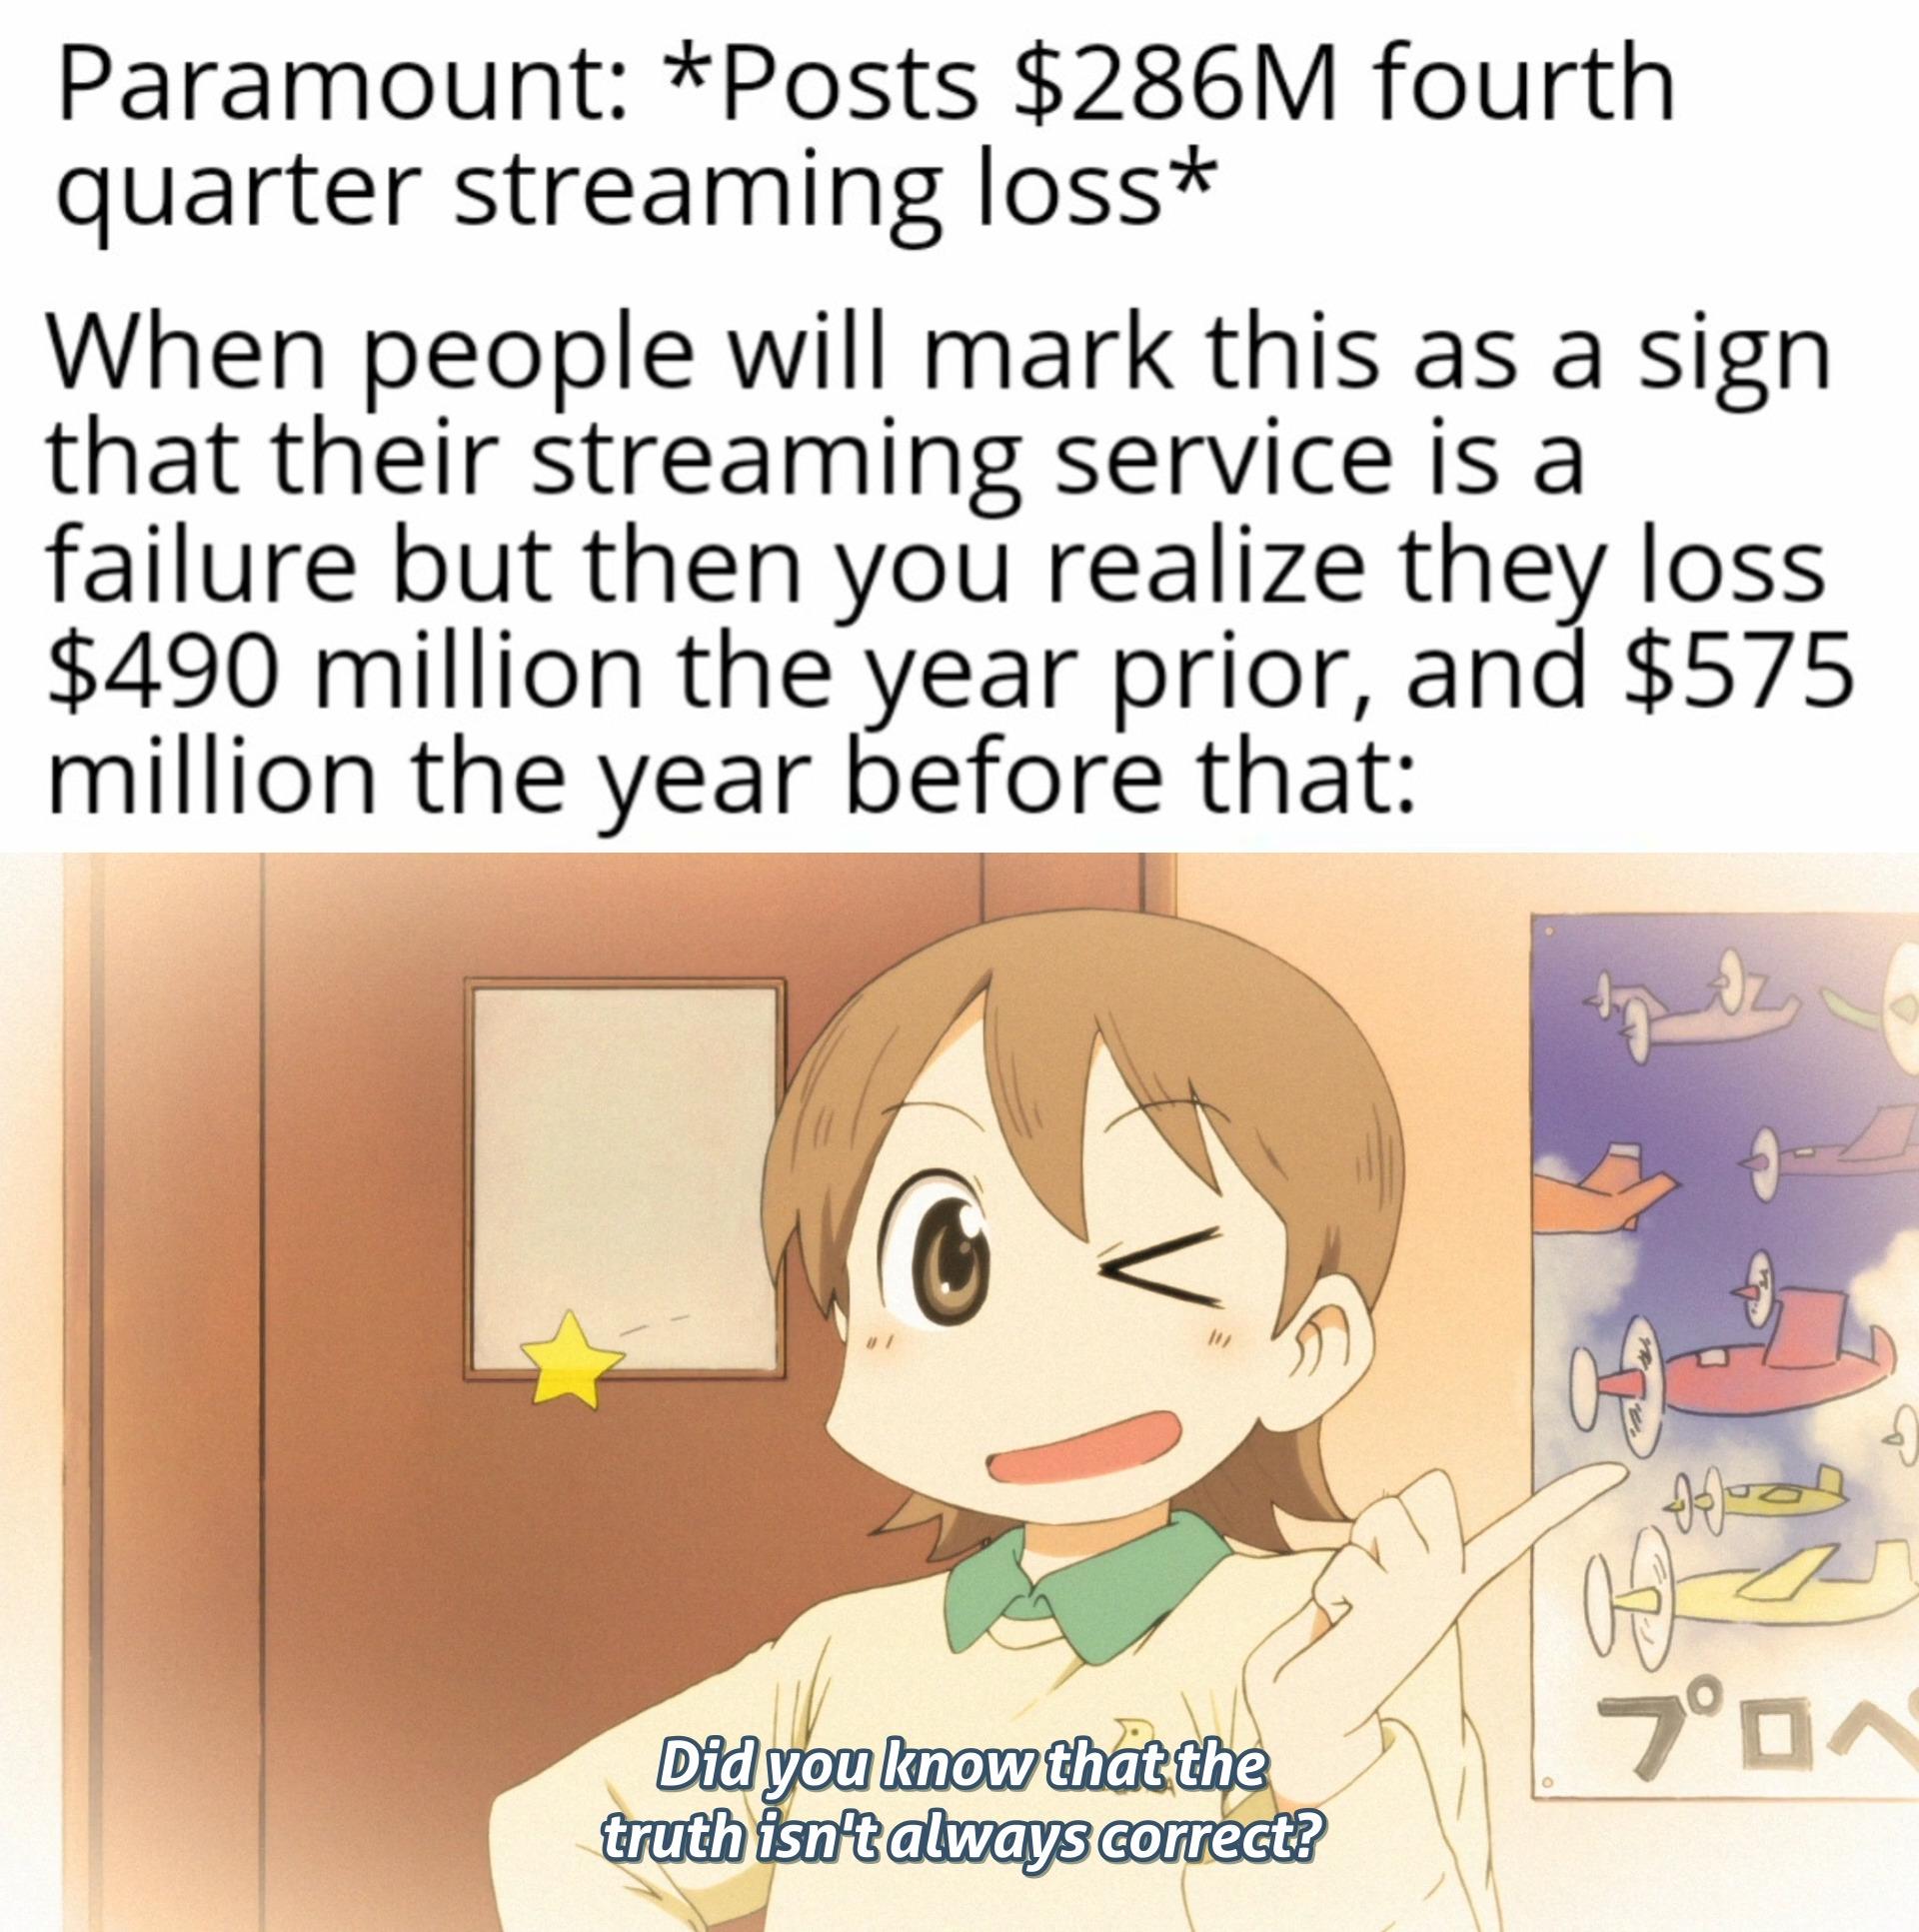 Paramount: *Posts $286M fourth
quarter streaming loss*
When people will mark this as a sign
that their streaming service is a
failure but then you realize they loss
$490 million the year prior, and $575
million the year before that:
プロペ
Did you know that the
truth isn't always correct?